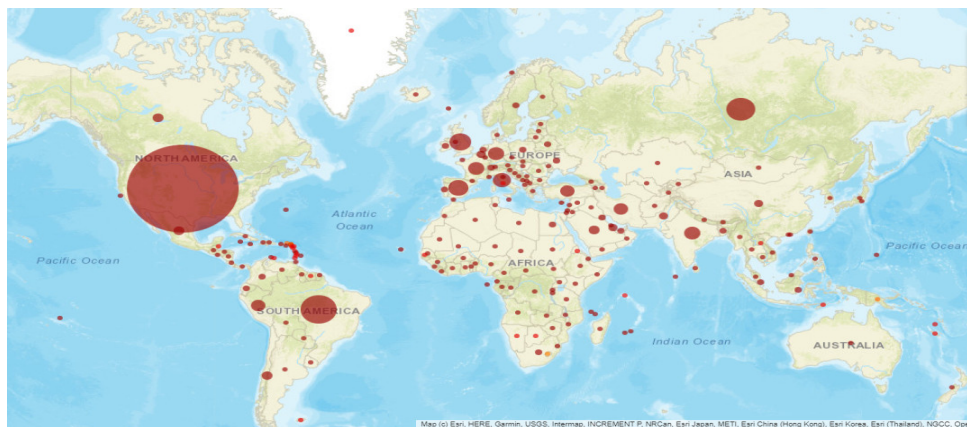 NORTH AMERICA
EUROPE
ASIA
Atlantic
Ocean
Pacific Ocean
Pacific Ocean
AFRICA
SOUTH AMERICA
Indian Ocean
AUSTRALIA
Map (c) Esri, HERE, Garmin, USGS, Intermap, INCREMENT P, NRCan, Esri Japan, METI, Esri China (Hong Kong), Esri Korea, Esri (Thailand), NGCC, Ope